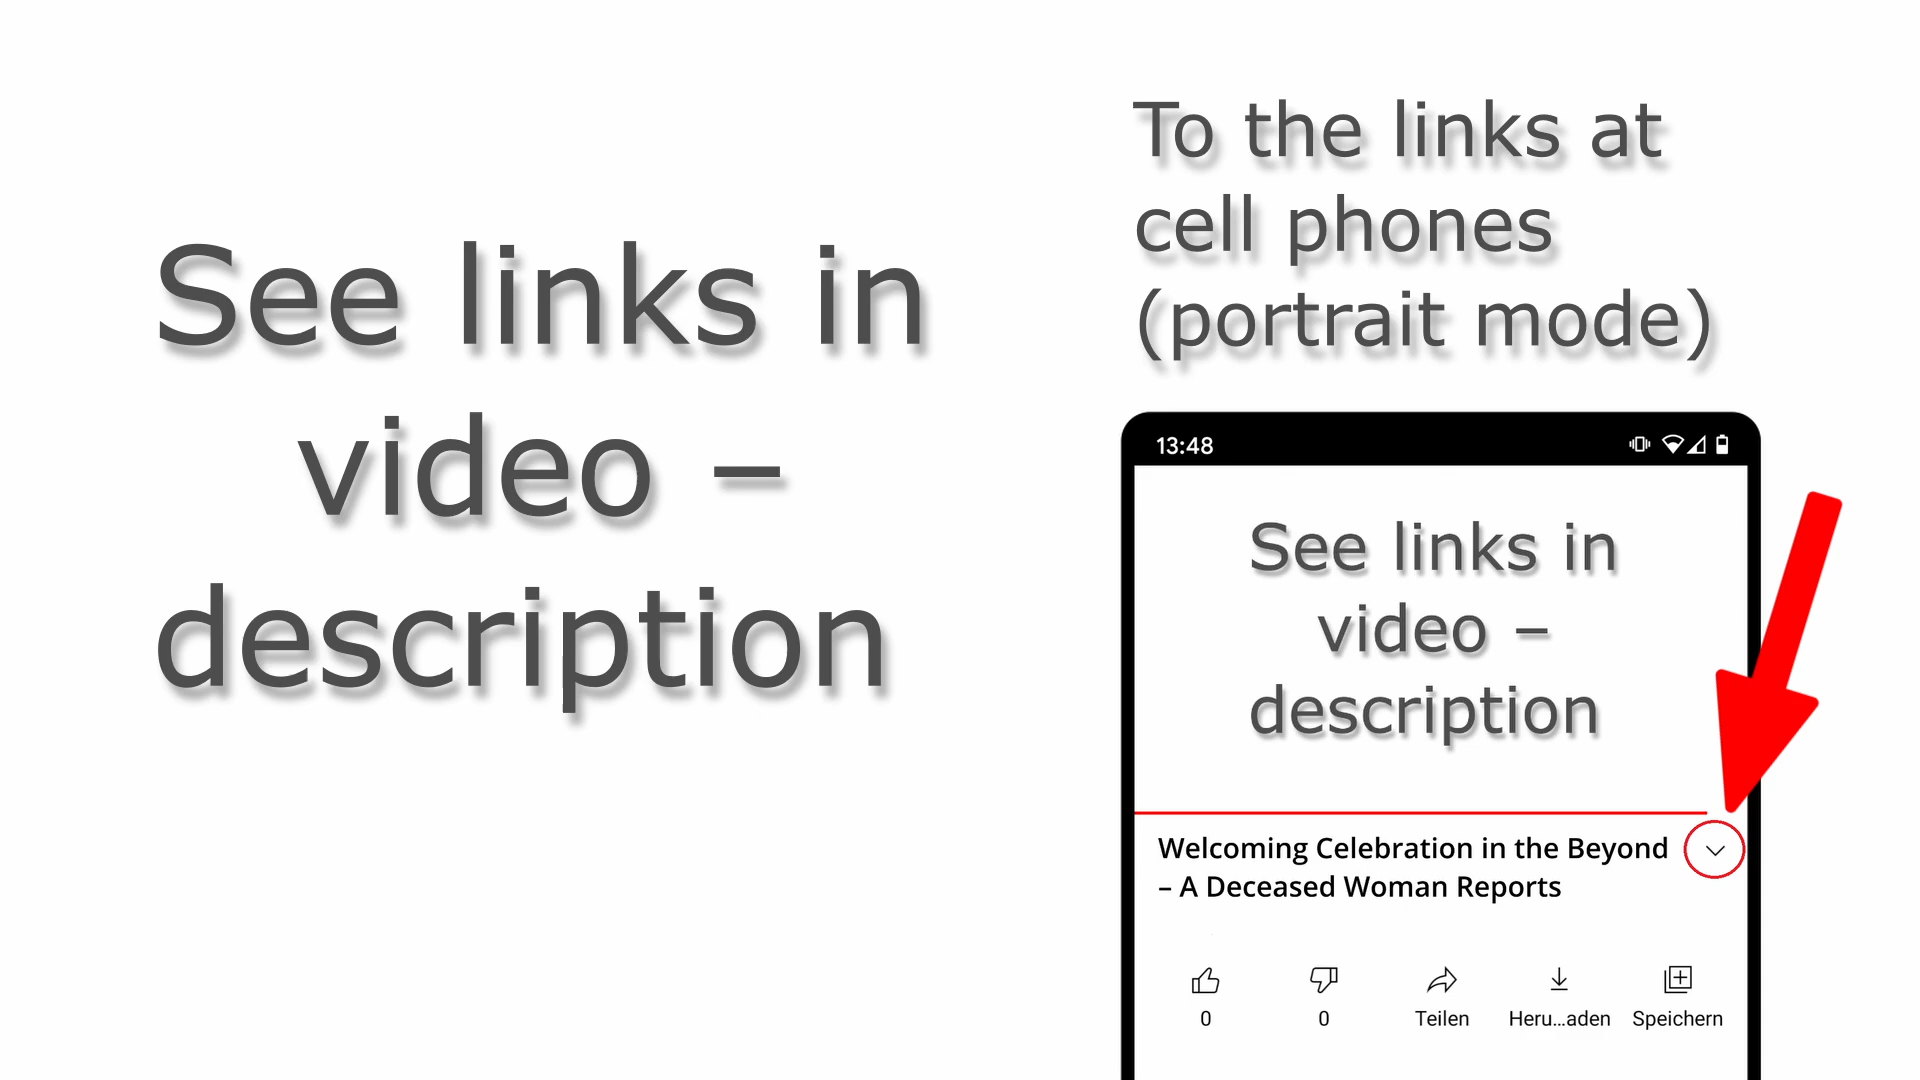 See links in
video –
description
To the links at
cell phones
(portrait mode)
13:48
See links in
video –
description
Welcoming Celebration in the Beyond
– A Deceased Woman Reports
0
0
Teilen
Heru...aden
Speichern